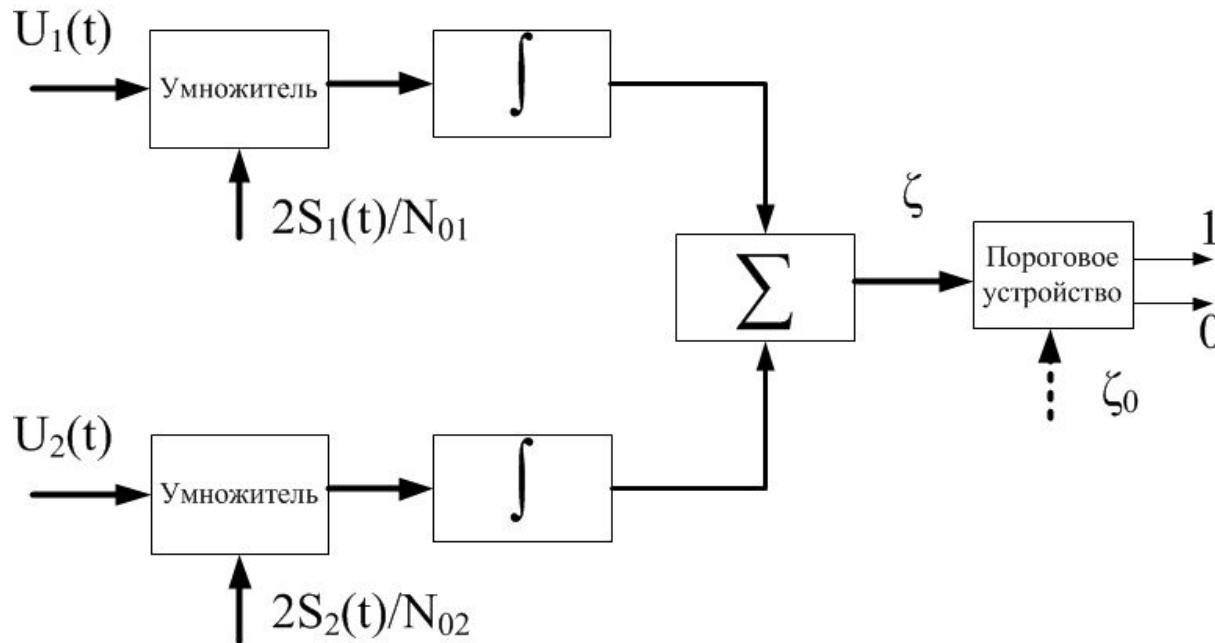 U₁(t)
Умножитель
∫
2S₁(t)/N₀₁
ζ
∑
Пороговое
устройство
1
0
ζ₀
U₂(t)
Умножитель
∫
2S₂(t)/N₀₂